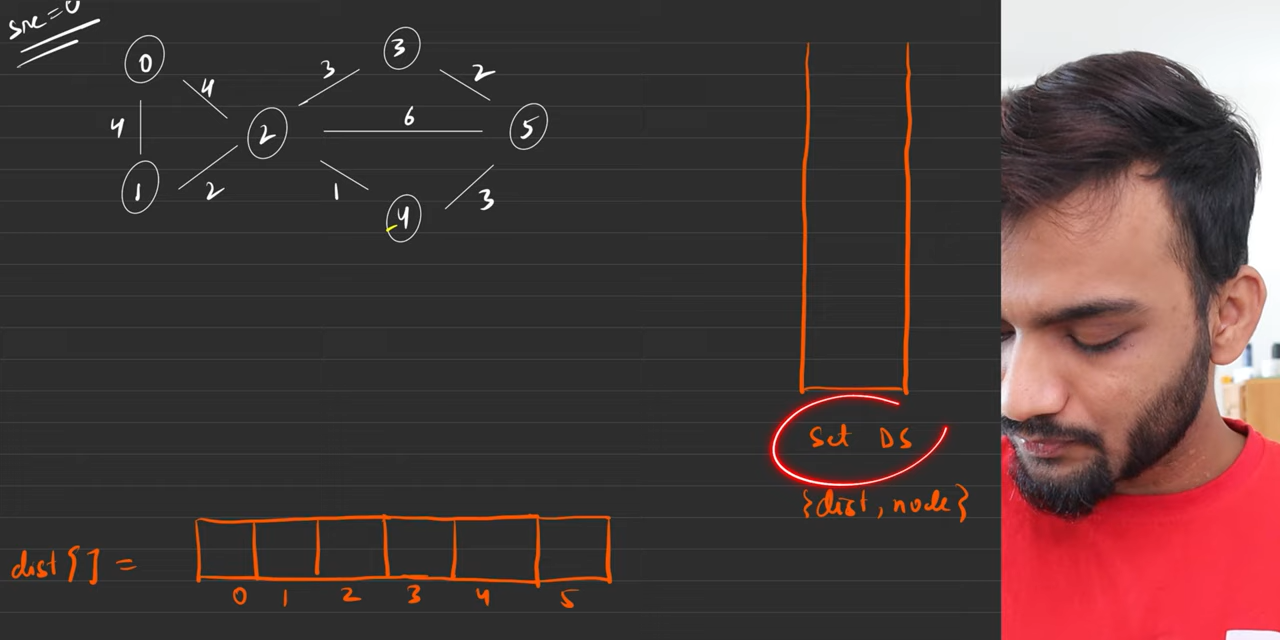 src = 0
0
4
4
1
2
2
3
3
2
6
5
1
4
3
Set DS
{dist, node}
dist[] =
0 1 2 3 4 5